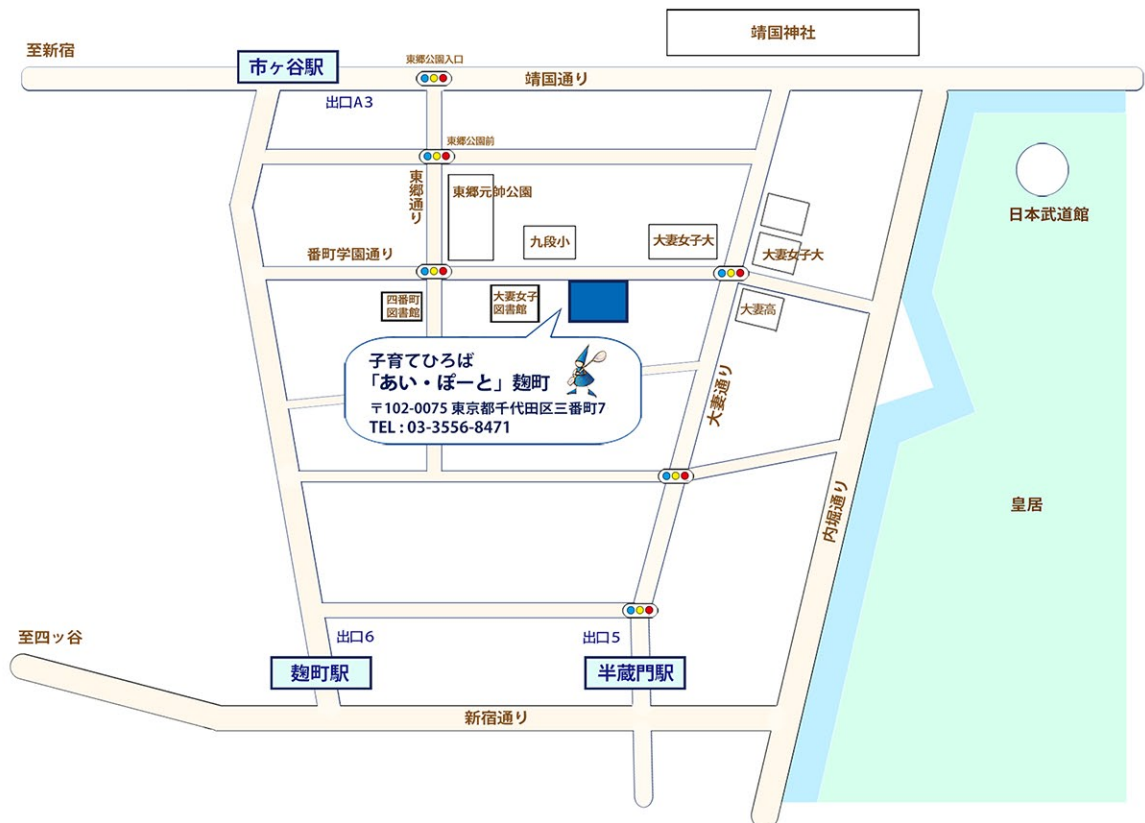 靖国神社
至新宿
市ヶ谷駅
東郷公園入口
靖国通り
出口A3
東郷公園前
東郷通り
東郷元帥公園
日本武道館
番町学園通り
九段小
大妻女子大
大妻女子大
四番町
図書館
大妻女子
図書館
大妻高
子育てひろば
「あい・ぽーと」麹町
〒102-0075 東京都千代田区三番町7
TEL : 03-3556-8471
大妻通り
内堀通り
皇居
至四ッ谷
出口6
出口5
麹町駅
半蔵門駅
新宿通り